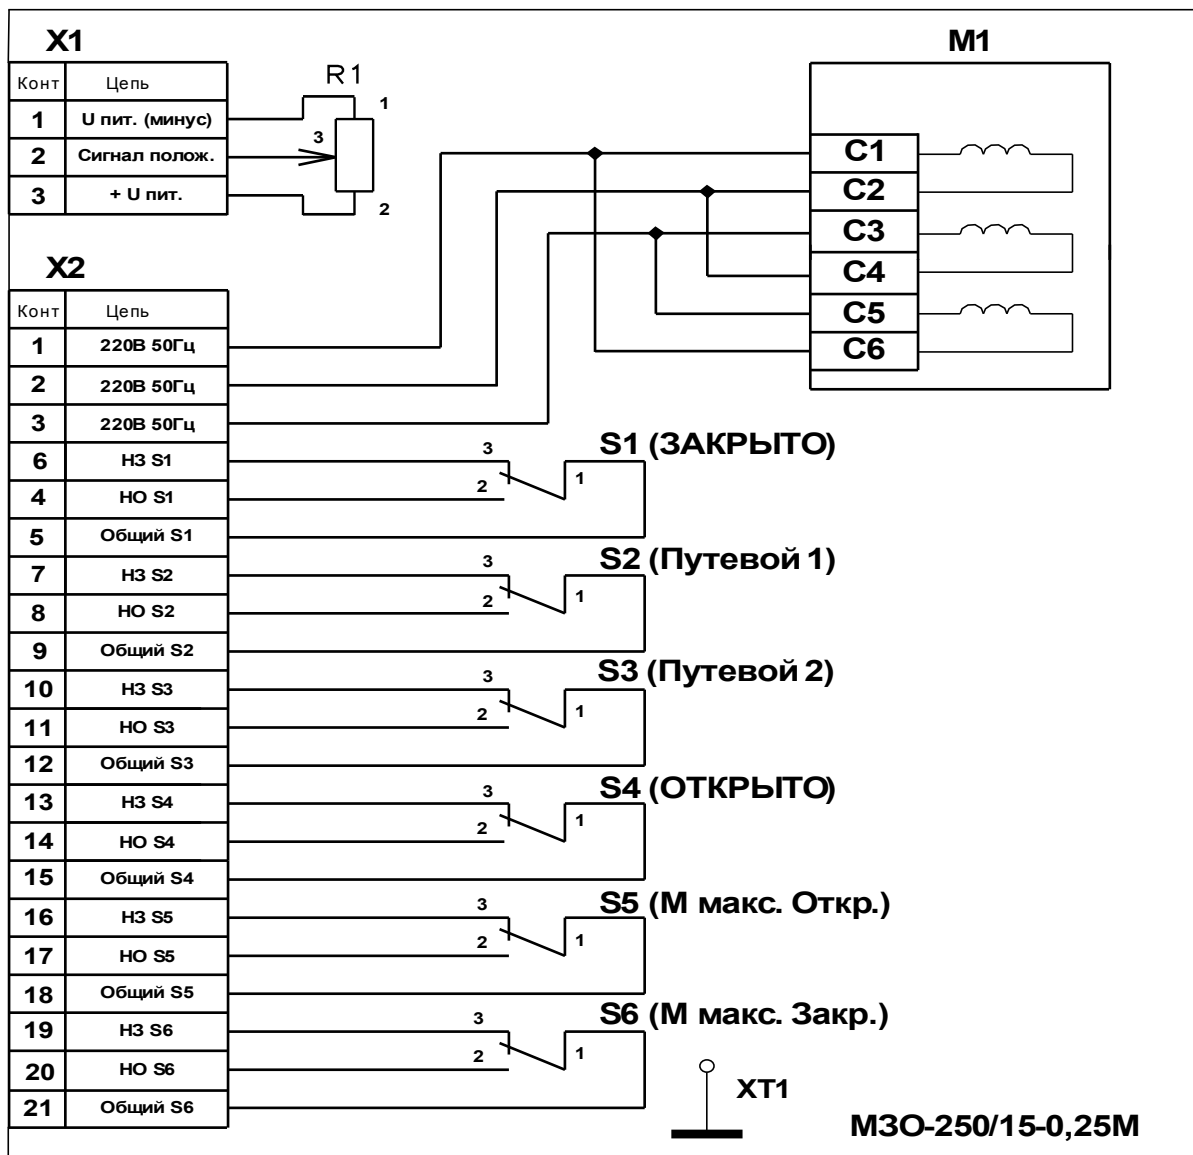 X1
Конт Цепь
1 U пит. (минус)
2 Сигнал полож.
3 + U пит.
R1
1
3
2
M1
C1
C2
C3
C4
C5
C6
X2
Конт Цепь
1 220В 50Гц
2 220В 50Гц
3 220В 50Гц
6 НЗ S1
4 НО S1
5 Общий S1
7 НЗ S2
8 НО S2
9 Общий S2
10 НЗ S3
11 НО S3
12 Общий S3
13 НЗ S4
14 НО S4
15 Общий S4
16 НЗ S5
17 НО S5
18 Общий S5
19 НЗ S6
20 НО S6
21 Общий S6
S1 (ЗАКРЫТО)
3
2
1
S2 (Путевой 1)
3
2
1
S3 (Путевой 2)
3
2
1
S4 (ОТКРЫТО)
3
2
1
S5 (М макс. Откр.)
3
2
1
S6 (М макс. Закр.)
3
2
1
XT1
МЗО-250/15-0,25М